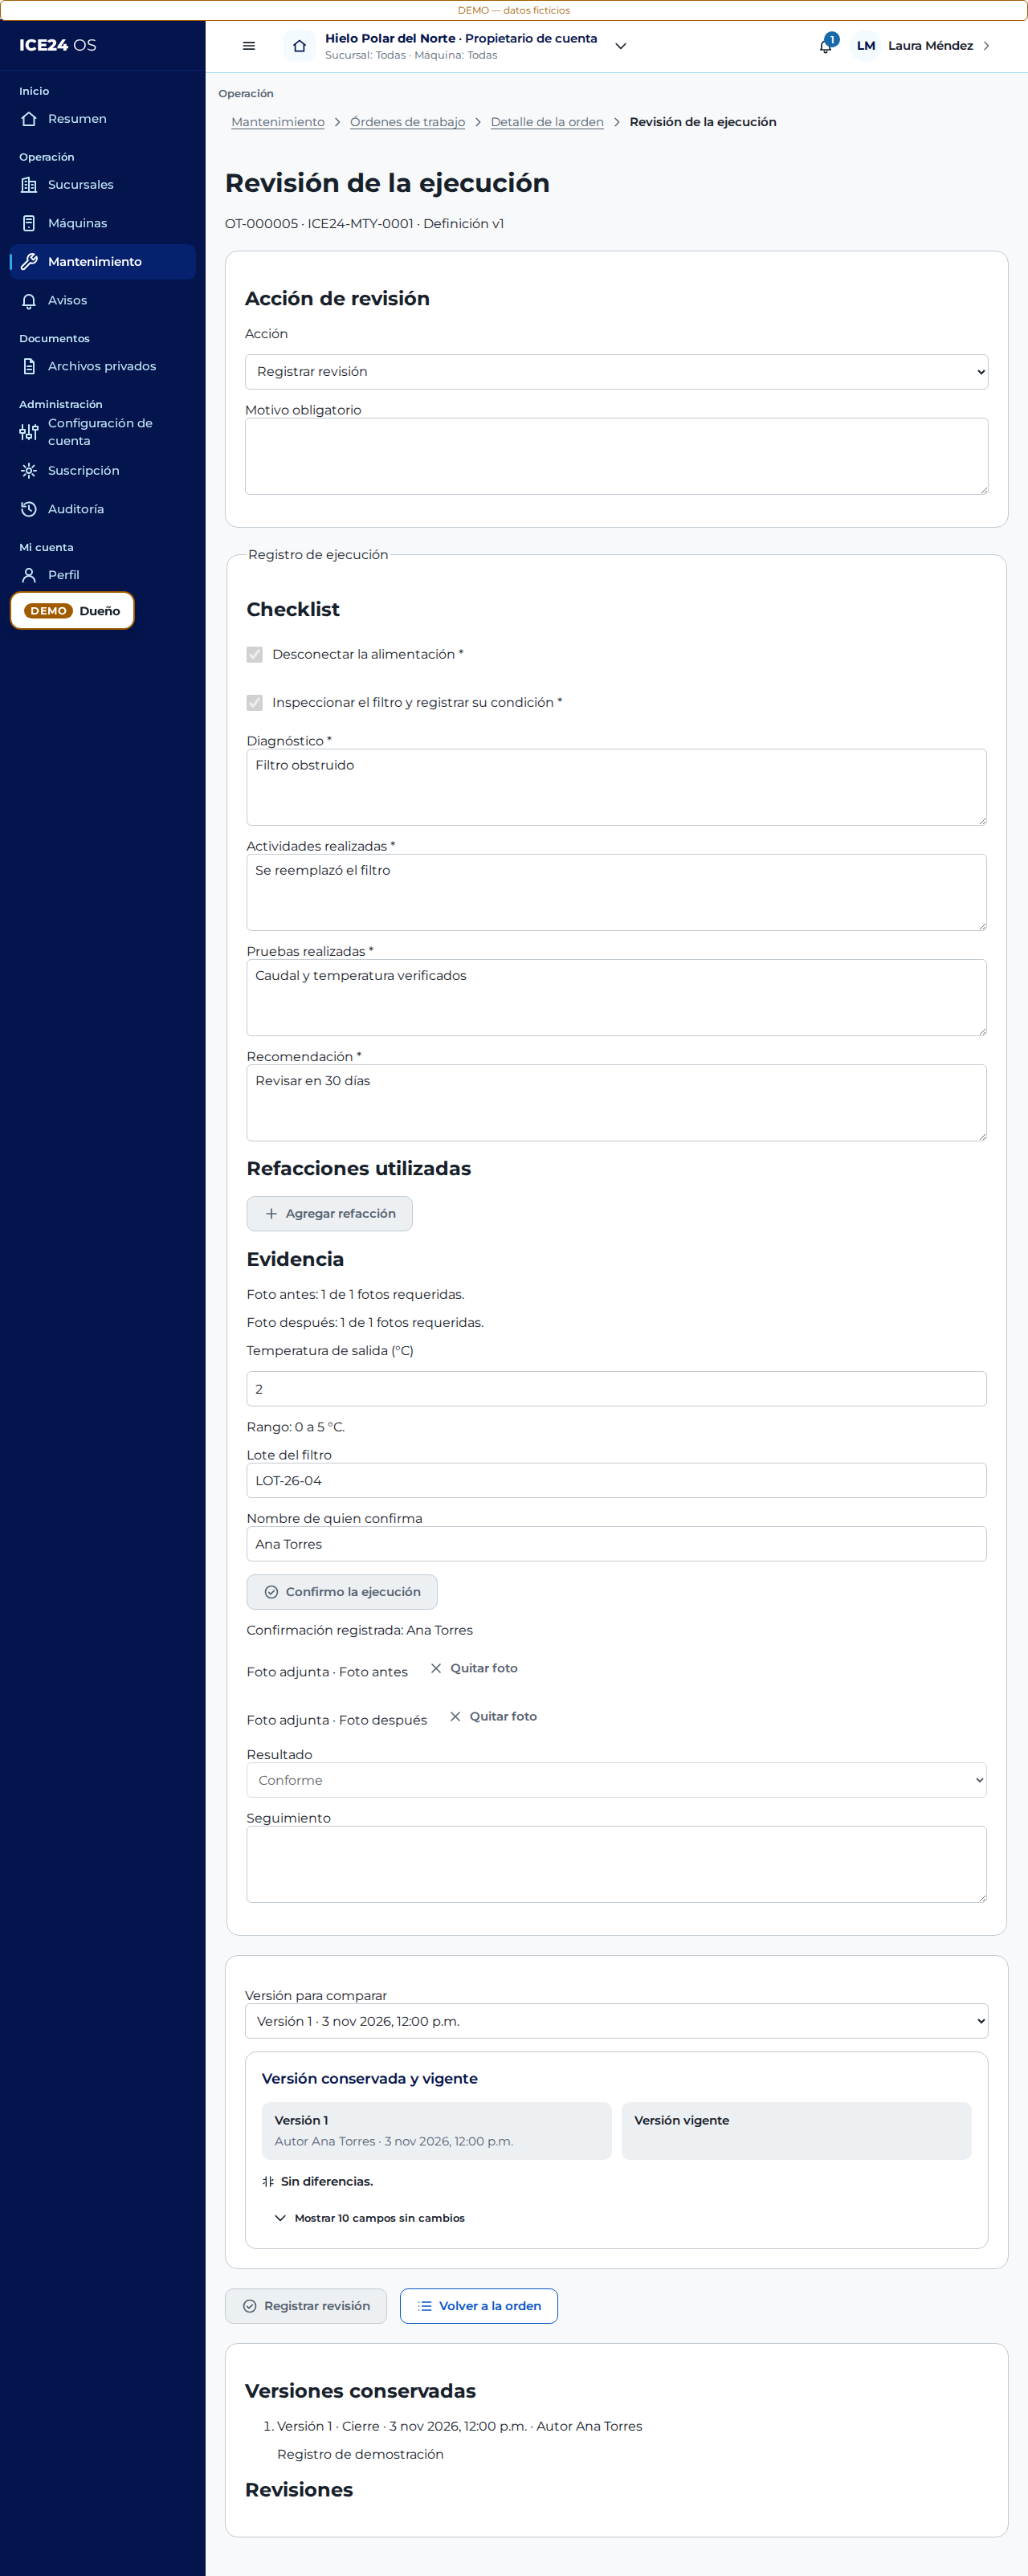 DEMO — datos ficticios
ICE24 OS
Inicio
Resumen
Operación
Sucursales
Máquinas
Mantenimiento
Avisos
Documentos
Archivos privados
Administración
Configuración de
cuenta
Suscripción
Auditoría
Mi cuenta
Perfil
DEMO Dueño
Hielo Polar del Norte · Propietario de cuenta
Sucursal: Todas · Máquina: Todas
1
LM Laura Méndez
Operación
Mantenimiento > Órdenes de trabajo > Detalle de la orden > Revisión de la ejecución
Revisión de la ejecución
OT-000005 · ICE24-MTY-0001 · Definición v1
Acción de revisión
Acción
Registrar revisión
Motivo obligatorio
Registro de ejecución
Checklist
Desconectar la alimentación *
Inspeccionar el filtro y registrar su condición *
Diagnóstico *
Filtro obstruido
Actividades realizadas *
Se reemplazó el filtro
Pruebas realizadas *
Caudal y temperatura verificados
Recomendación *
Revisar en 30 días
Refacciones utilizadas
Agregar refacción
Evidencia
Foto antes: 1 de 1 fotos requeridas.
Foto después: 1 de 1 fotos requeridas.
Temperatura de salida (°C)
2
Rango: 0 a 5 °C.
Lote del filtro
LOT-26-04
Nombre de quien confirma
Ana Torres
Confirmo la ejecución
Confirmación registrada: Ana Torres
Foto adjunta · Foto antes Quitar foto
Foto adjunta · Foto después Quitar foto
Resultado
Conforme
Seguimiento
Versión para comparar
Versión 1 · 3 nov 2026, 12:00 p.m.
Versión conservada y vigente
Versión 1
Autor Ana Torres · 3 nov 2026, 12:00 p.m.
Versión vigente
Sin diferencias.
Mostrar 10 campos sin cambios
Registrar revisión
Volver a la orden
Versiones conservadas
1. Versión 1 · Cierre · 3 nov 2026, 12:00 p.m. · Autor Ana Torres
Registro de demostración
Revisiones